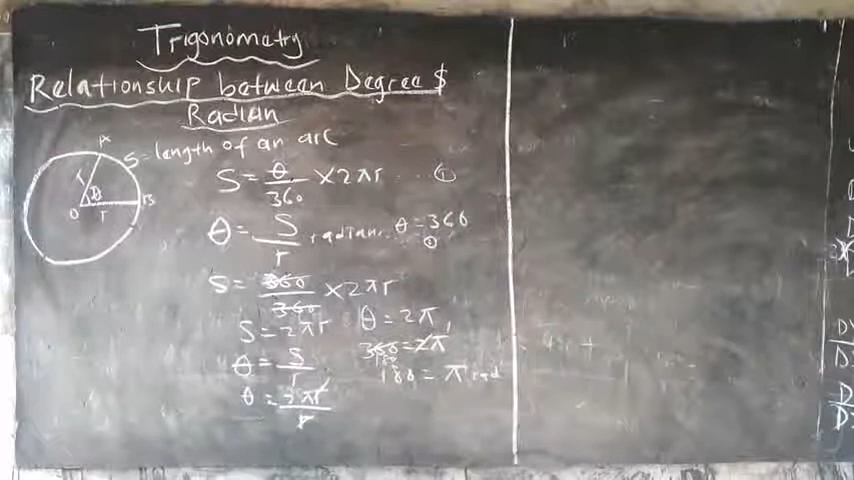 Trigonometry
Relationship between Degree $
Radian
A
S = length of an arc
r
θ
O
r
B
S = θ/360 × 2πr ①
θ = S/r radian. θ = 360
S = 360/360 × 2πr
S = 2πr
θ = S/r
θ = 2πr/r
θ = 2π
360 = 2π
180 = π rad